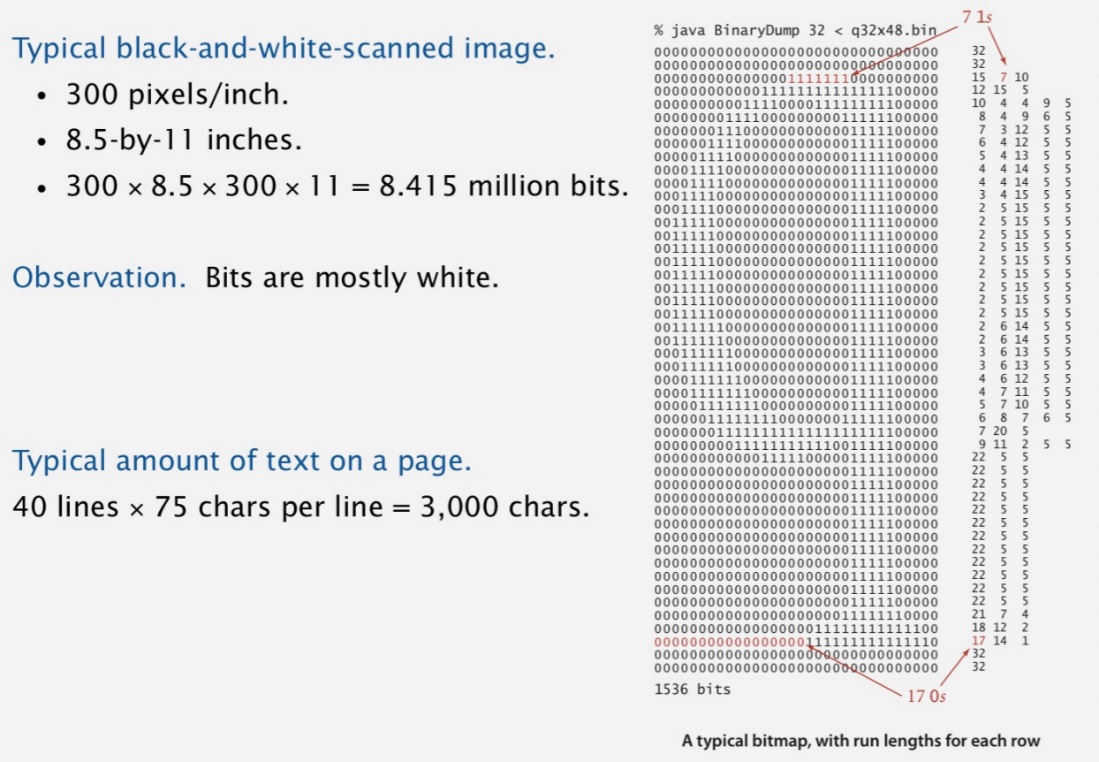 Typical black-and-white-scanned image.
• 300 pixels/inch.
• 8.5-by-11 inches.
• 300 × 8.5 × 300 × 11 = 8.415 million bits.
Observation. Bits are mostly white.
Typical amount of text on a page.
40 lines × 75 chars per line = 3,000 chars.
7 1s
% java BinaryDump 32 < q32x48.bin
00000000000000000000000000000000 32
00000000000000000000000000000000 32
00000000000000011111110000000000 15 7 10
00000000000011111111111111100000 12 15 5
00000000001111000011111111100000 10 4 4 9 5
00000000111100000000011111100000 8 4 9 6 5
00000001110000000000001111100000 7 3 12 5 5
00000011110000000000001111100000 6 4 12 5 5
00000111100000000000001111100000 5 4 13 5 5
00001111000000000000001111100000 4 4 14 5 5
00001111000000000000001111100000 4 4 14 5 5
00011110000000000000001111100000 3 4 15 5 5
00011110000000000000001111100000 2 5 15 5 5
00111110000000000000001111100000 2 5 15 5 5
00111110000000000000001111100000 2 5 15 5 5
00111110000000000000001111100000 2 5 15 5 5
00111110000000000000001111100000 2 5 15 5 5
00111110000000000000001111100000 2 5 15 5 5
00111110000000000000001111100000 2 5 15 5 5
00111110000000000000001111100000 2 5 15 5 5
00111110000000000000001111100000 2 5 15 5 5
00111111000000000000001111100000 2 6 14 5 5
00111111000000000000001111100000 2 6 14 5 5
00011111100000000000001111100000 3 6 13 5 5
00011111100000000000001111100000 3 6 13 5 5
00001111110000000000001111100000 4 6 12 5 5
00001111111000000000001111100000 4 7 11 5 5
00000111111100000000001111100000 5 7 10 5 5
00000011111111000000011111100000 6 8 7 6 5
00000001111111111111111111100000 7 20 5
00000000011111111111001111100000 9 11 2 5 5
00000000000011111000001111100000 22 5 5
00000000000000000000001111100000 22 5 5
00000000000000000000001111100000 22 5 5
00000000000000000000001111100000 22 5 5
00000000000000000000001111100000 22 5 5
00000000000000000000001111100000 22 5 5
00000000000000000000001111100000 22 5 5
00000000000000000000001111100000 22 5 5
00000000000000000000001111100000 22 5 5
00000000000000000000001111100000 22 5 5
00000000000000000000001111100000 22 5 5
00000000000000000000001111100000 22 5 5
00000000000000000000011111110000 21 7 4
00000000000000000011111111111100 18 12 2
00000000000000000111111111111110 17 14 1
00000000000000000000000000000000 32
00000000000000000000000000000000 32
1536 bits
17 0s
A typical bitmap, with run lengths for each row